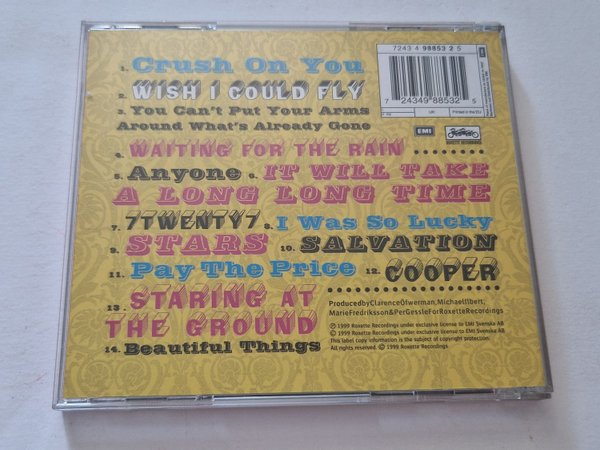 7243 4 98853 2 5
7 24349 88532 5
EMI
1. Crush On You
2. WISH I COULD FLY
3. You Can't Put Your Arms
Around What's Already Gone
4. WAITING FOR THE RAIN
5. Anyone 6. IT WILL TAKE
A LONG LONG TIME
7. 7TWENTY7 8. I Was So Lucky
9. STARS 10. SALVATION
11. Pay The Price 12. COOPER
13. STARING AT
THE GROUND
14. Beautiful Things
Produced by Clarence Öfwerman, Michael Ilbert,
Marie Fredriksson & Per Gessle For Roxette Recordings
℗ 1999 Roxette Recordings under exclusive license to EMI Svenska AB
© 1999 Roxette Recordings under exclusive license to EMI Svenska AB
This label copy information is the subject of copyright protection.
All rights reserved. © 1999 Roxette Recordings